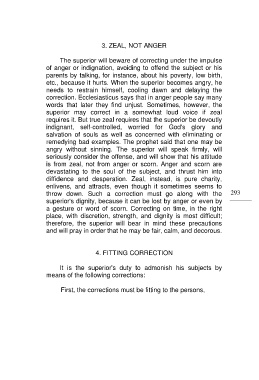 3. ZEAL, NOT ANGER
The superior will beware of correcting under the impulse
of anger or indignation, avoiding to offend the subject or his
parents by talking, for instance, about his poverty, low birth,
etc., because it hurts. When the superior becomes angry, he
needs to restrain himself, cooling dawn and delaying the
correction. Ecclesiasticus says that in anger people say many
words that later they find unjust. Sometimes, however, the
superior may correct in a somewhat loud voice if zeal
requires it. But true zeal requires that the superior be devoutly
indignant, self-controlled, worried for God's glory and
salvation of souls as well as concerned with eliminating or
remedying bad examples. The prophet said that one may be
angry without sinning. The superior will speak firmly, will
seriously consider the offense, and will show that his attitude
is from zeal, not from anger or scorn. Anger and scorn are
devastating to the soul of the subject, and thrust him into
diffidence and desperation. Zeal, instead, is pure charity,
enlivens, and attracts, even though it sometimes seems to
throw down. Such a correction must go along with the
superior's dignity, because it can be lost by anger or even by
a gesture or word of scorn. Correcting on time, in the right
place, with discretion, strength, and dignity is most difficult;
therefore, the superior will bear in mind these precautions
and will pray in order that he may be fair, calm, and decorous.
293
4. FITTING CORRECTION
It is the superior's duty to admonish his subjects by
means of the following corrections:
First, the corrections must be fitting to the persons,